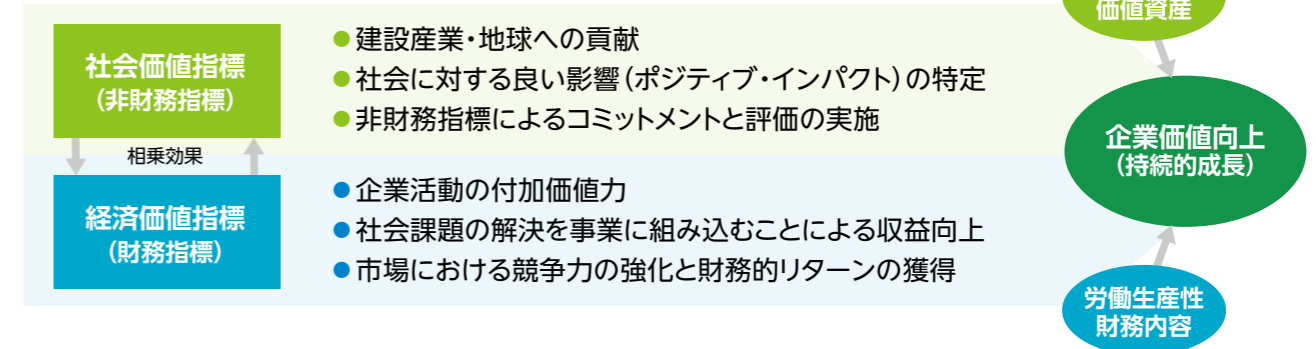 価値資産
社会価値指標
(非財務指標)
●建設産業・地球への貢献
●社会に対する良い影響(ポジティブ・インパクト)の特定
●非財務指標によるコミットメントと評価の実施
相乗効果
企業価値向上
(持続的成長)
経済価値指標
(財務指標)
●企業活動の付加価値力
●社会課題の解決を事業に組み込むことによる収益向上
●市場における競争力の強化と財務的リターンの獲得
労働生産性
財務内容